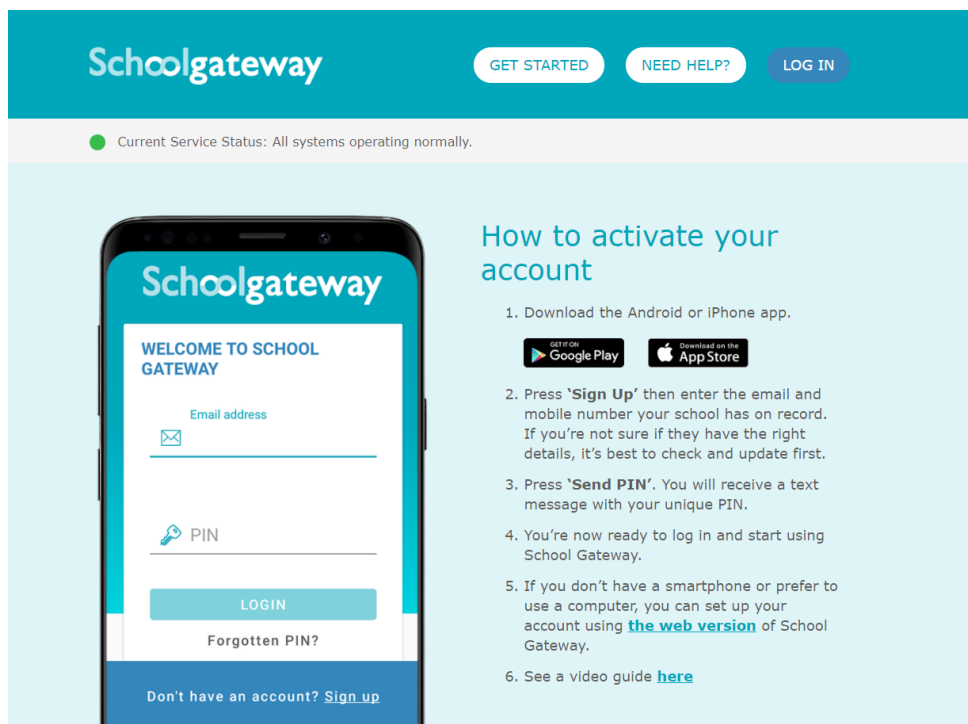 Schoolgateway
GET STARTED
NEED HELP?
LOG IN
Current Service Status: All systems operating normally.
Schoolgateway
WELCOME TO SCHOOL
GATEWAY
Email address
PIN
LOGIN
Forgotten PIN?
Don't have an account? Sign up
How to activate your
account
1. Download the Android or iPhone app.
GET IT ON
Google Play
Download on the
App Store
2. Press ‘Sign Up’ then enter the email and
mobile number your school has on record.
If you’re not sure if they have the right
details, it’s best to check and update first.
3. Press ‘Send PIN’. You will receive a text
message with your unique PIN.
4. You’re now ready to log in and start using
School Gateway.
5. If you don’t have a smartphone or prefer to
use a computer, you can set up your
account using the web version of School
Gateway.
6. See a video guide here